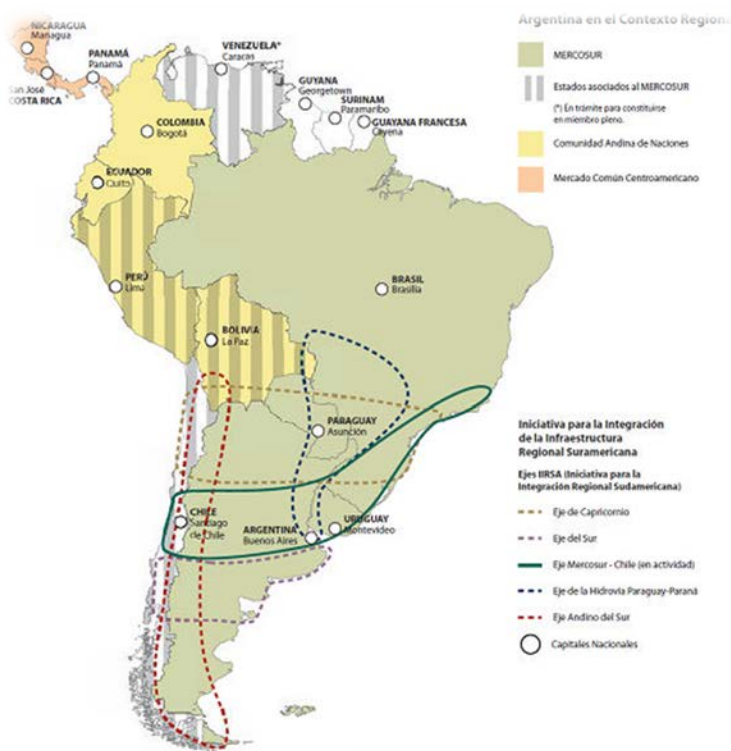 NICARAGUA
Managua
San José
COSTA RICA
PANAMÁ
Panamá
VENEZUELA*
Caracas
GUYANA
Georgetown
SURINAM
Paramaribo
GUAYANA FRANCESA
Cayena
COLOMBIA
Bogotá
ECUADOR
Quito
PERÚ
Lima
BRASIL
Brasilia
BOLIVIA
La Paz
PARAGUAY
Asunción
CHILE
Santiago
de Chile
ARGENTINA
Buenos Aires
URUGUAY
Montevideo
Argentina en el Contexto Regional
MERCOSUR
Estados asociados al MERCOSUR
(*) En trámite para constituirse
en miembro pleno.
Comunidad Andina de Naciones
Mercado Común Centroamericano
Iniciativa para la Integración
de la Infraestructura
Regional Suramericana
Ejes IIRSA (Iniciativa para la
Integración Regional Sudamericana)
Eje de Capricornio
Eje del Sur
Eje Mercosur - Chile (en actividad)
Eje de la Hidrovía Paraguay-Paraná
Eje Andino del Sur
Capitales Nacionales